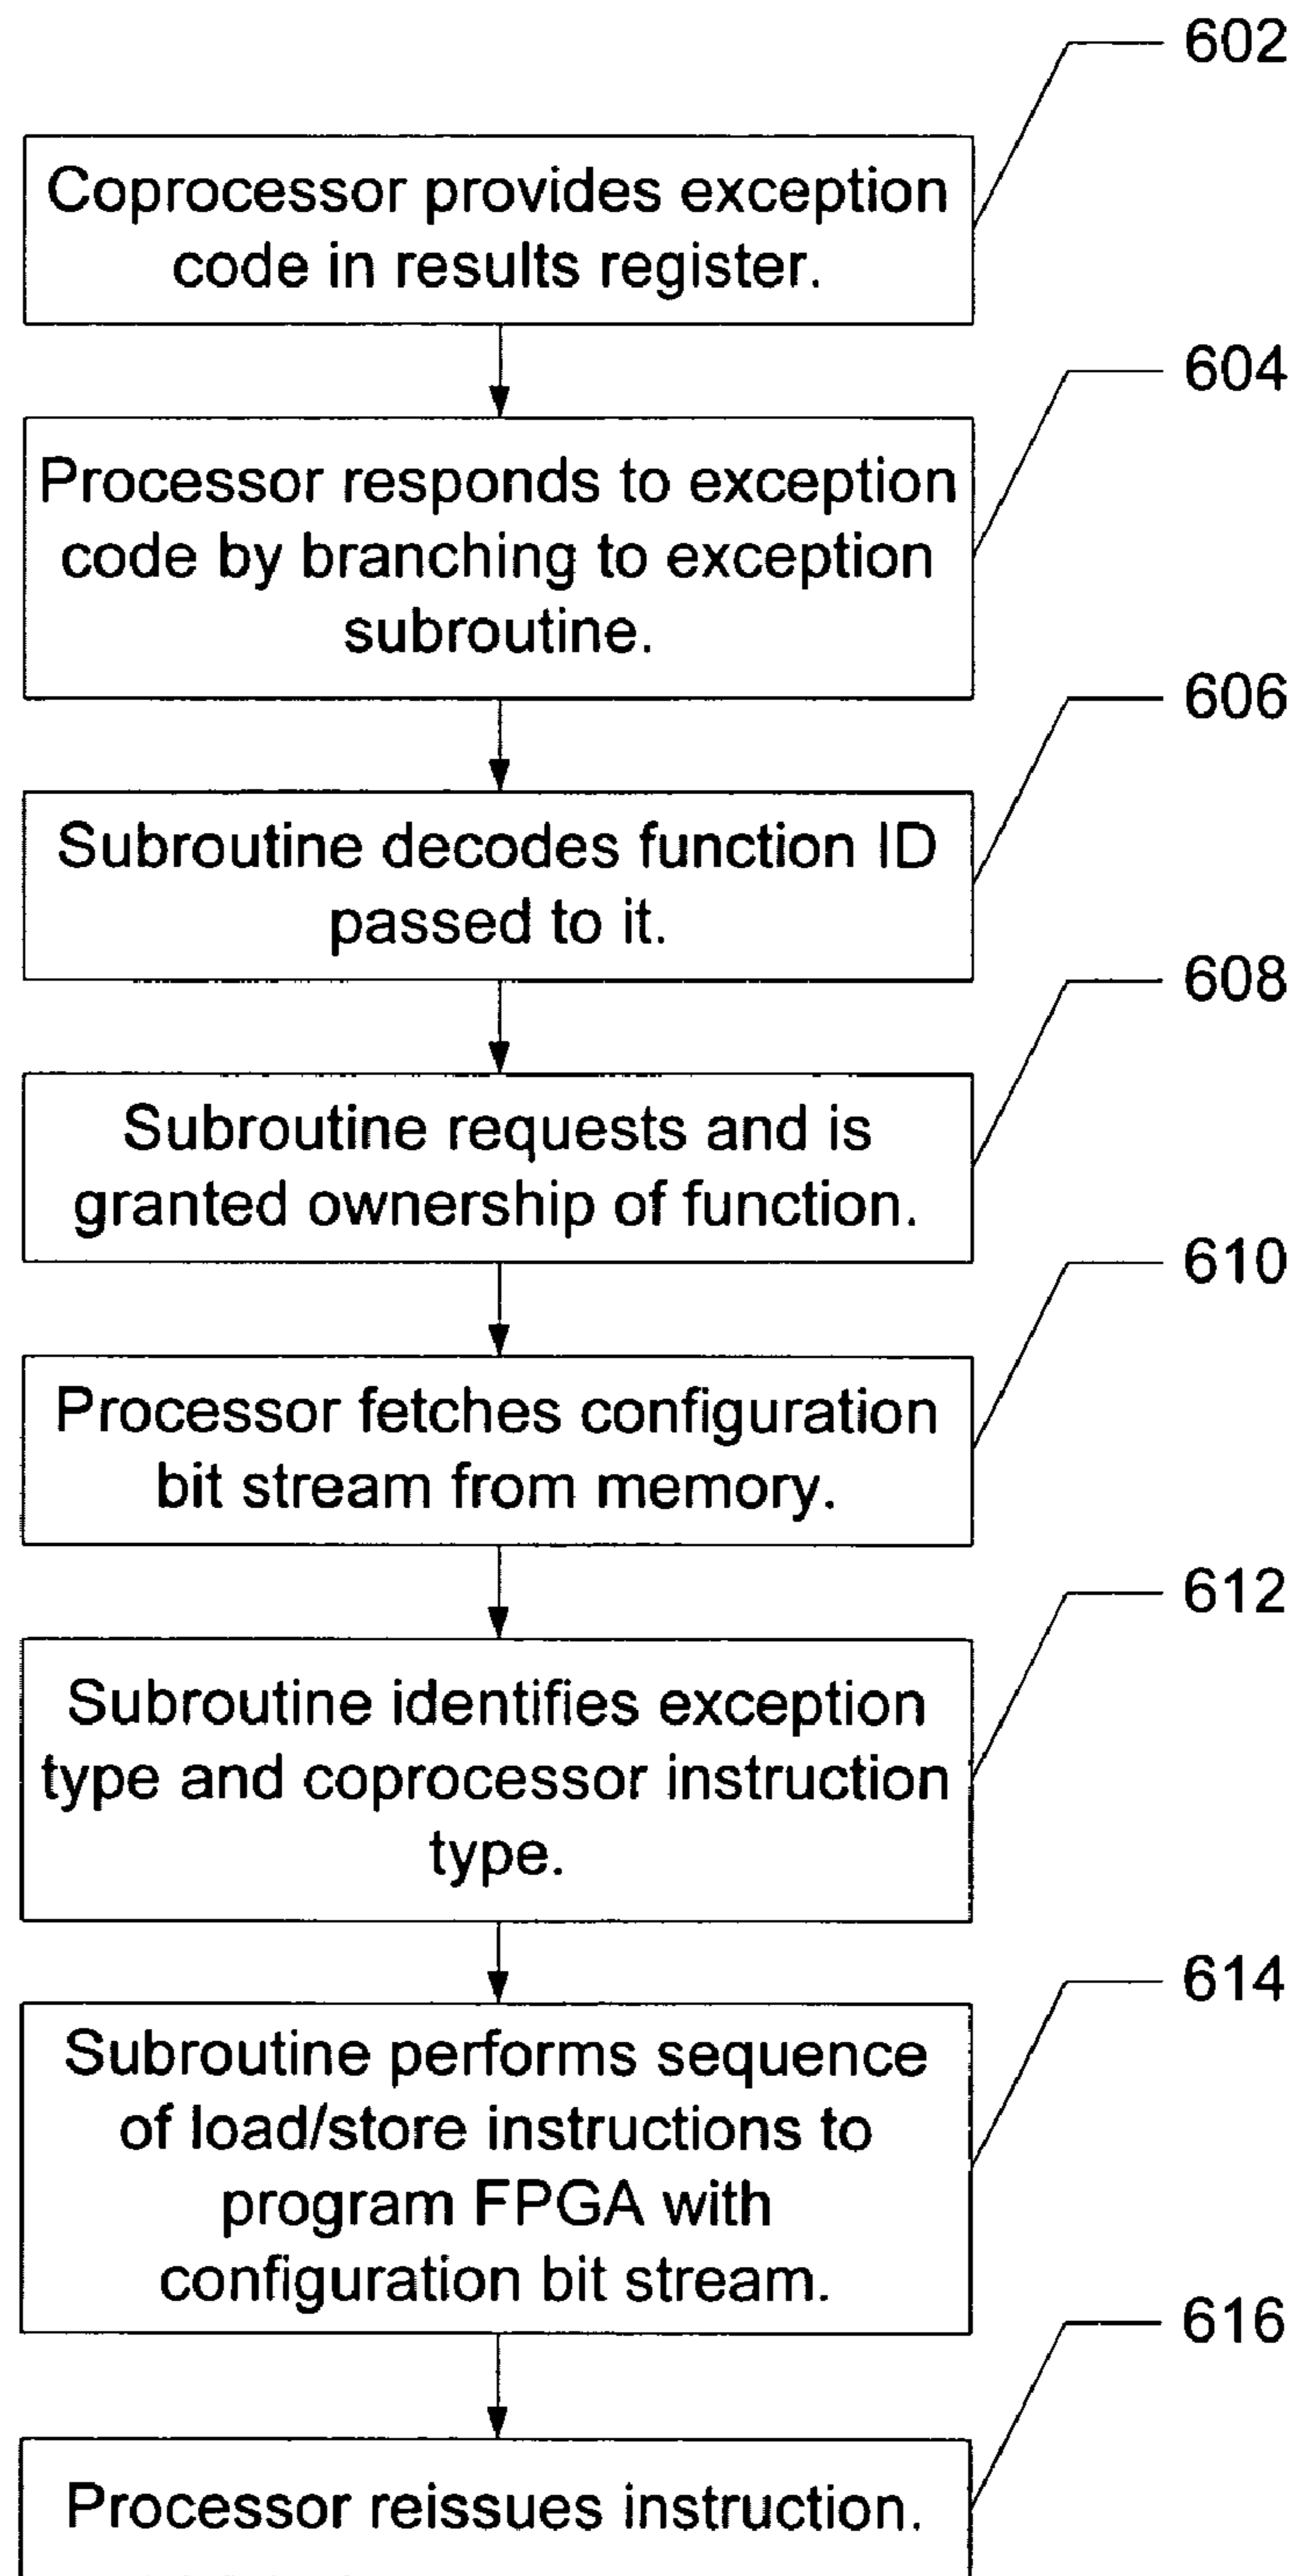 602
Coprocessor provides exception
code in results register.
604
Processor responds to exception
code by branching to exception
subroutine.
606
Subroutine decodes function ID
passed to it.
608
Subroutine requests and is
granted ownership of function.
610
Processor fetches configuration
bit stream from memory.
612
Subroutine identifies exception
type and coprocessor instruction
type.
614
Subroutine performs sequence
of load/store instructions to
program FPGA with
configuration bit stream.
616
Processor reissues instruction.